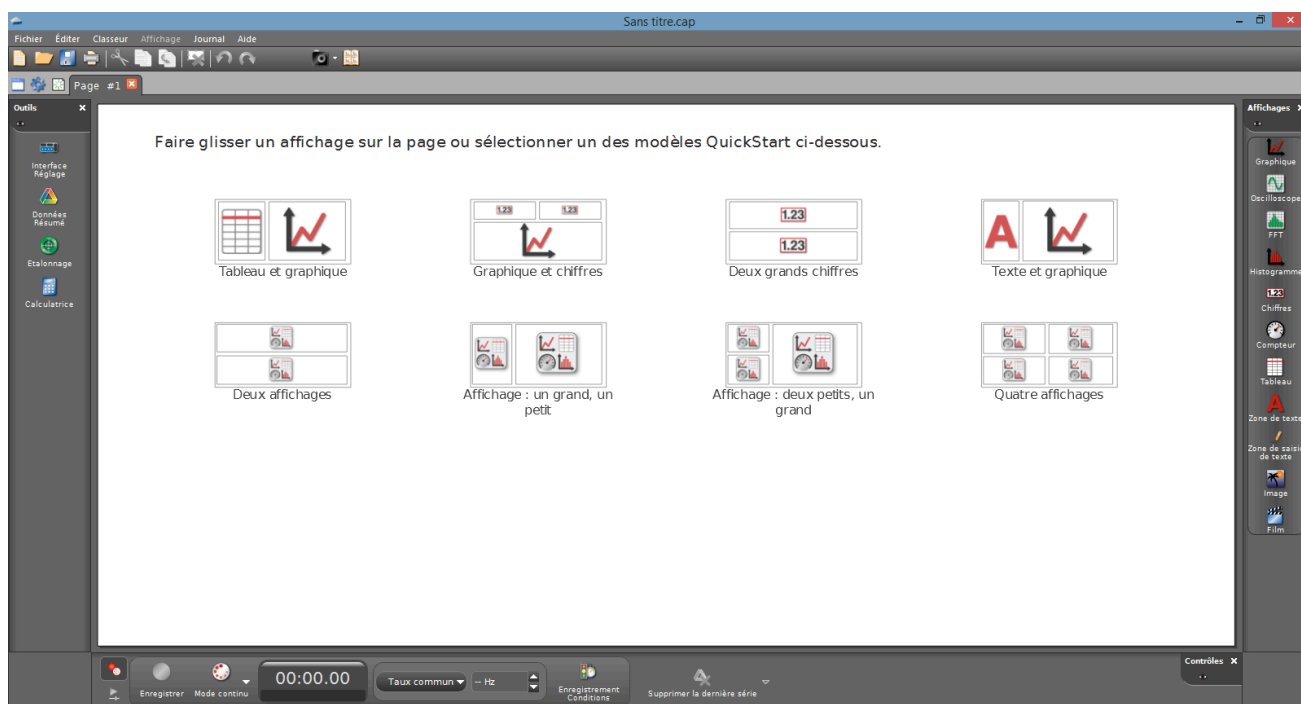 Sans titre.cap
Fichier Éditer Classeur Affichage Journal Aide
Page #1
Outils
Affichages
Faire glisser un affichage sur la page ou sélectionner un des modèles QuickStart ci-dessous.
Interface
Réglage
Données
Résumé
Etalonnage
Calculatrice
1.23 1.23
1.23
1.23
A
Tableau et graphique
Graphique et chiffres
Deux grands chiffres
Texte et graphique
Deux affichages
Affichage : un grand, un
petit
Affichage : deux petits, un
grand
Quatre affichages
Graphique
Oscilloscope
FFT
Histogramme
1.23
Chiffres
Compteur
Tableau
A
Zone de texte
Zone de saisi
de texte
Image
Film
Enregistrer
Mode continu
00:00.00
Taux commun
-- Hz
Enregistrement
Conditions
Supprimer la dernière série
Contrôles